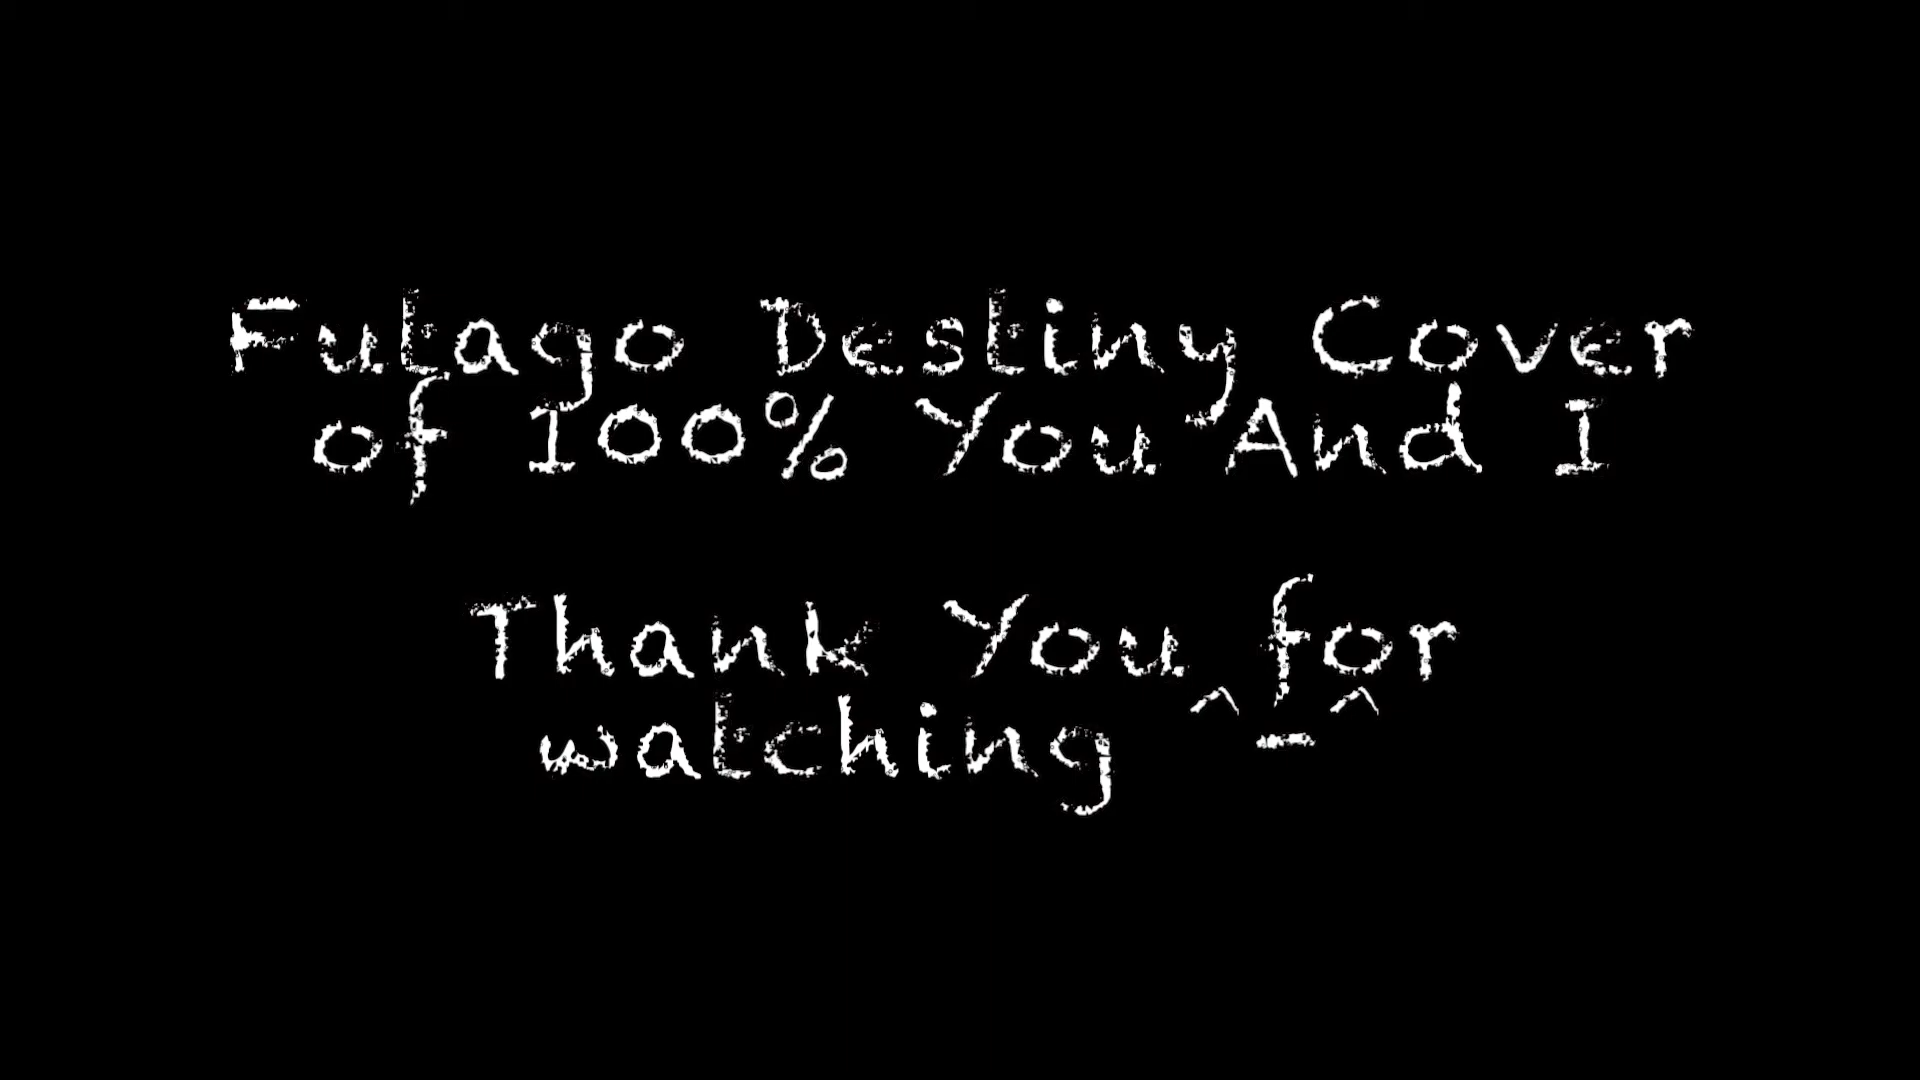 Futago Destiny Cover
of 100% You And I
Thank You for
watching ^-^